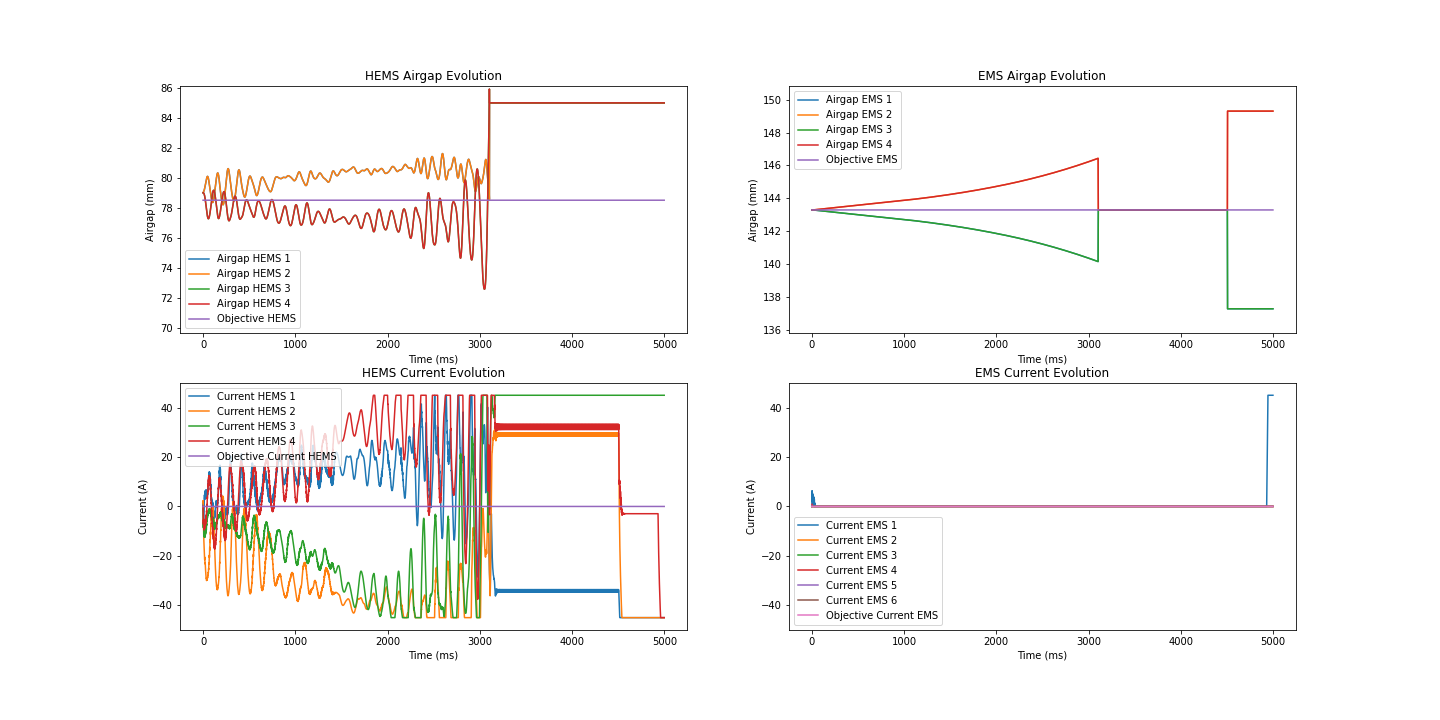 HEMS Airgap Evolution
86
84
82
80
78
76
74
72
70
Airgap (mm)
Airgap HEMS 1
Airgap HEMS 2
Airgap HEMS 3
Airgap HEMS 4
Objective HEMS
0 1000 2000 3000 4000 5000
Time (ms)
EMS Airgap Evolution
150
148
146
144
142
140
138
136
Airgap (mm)
Airgap EMS 1
Airgap EMS 2
Airgap EMS 3
Airgap EMS 4
Objective EMS
0 1000 2000 3000 4000 5000
Time (ms)
HEMS Current Evolution
40
20
0
−20
−40
Current (A)
Current HEMS 1
Current HEMS 2
Current HEMS 3
Current HEMS 4
Objective Current HEMS
0 1000 2000 3000 4000 5000
Time (ms)
EMS Current Evolution
40
20
0
−20
−40
Current (A)
Current EMS 1
Current EMS 2
Current EMS 3
Current EMS 4
Current EMS 5
Current EMS 6
Objective Current EMS
0 1000 2000 3000 4000 5000
Time (ms)